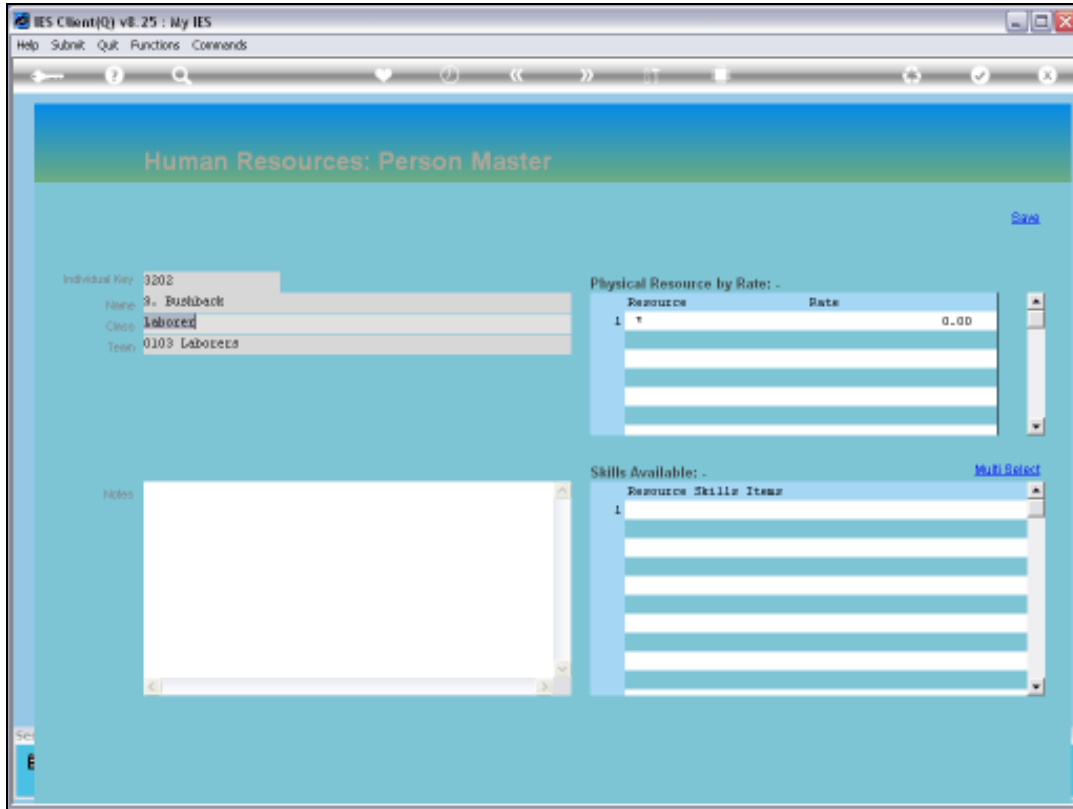 IES Client(Q) v8.25 : My IES
Help Submit Quit Functions Commands
Human Resources: Person Master
Save
Individual Key 3202
Name S. Bushback
Class Laborer
Team 0103 Laborers
Physical Resource by Rate: -
Resource Rate
1 * 0.00
Notes
Skills Available: -
Multi Select
Resource Skills Items
1